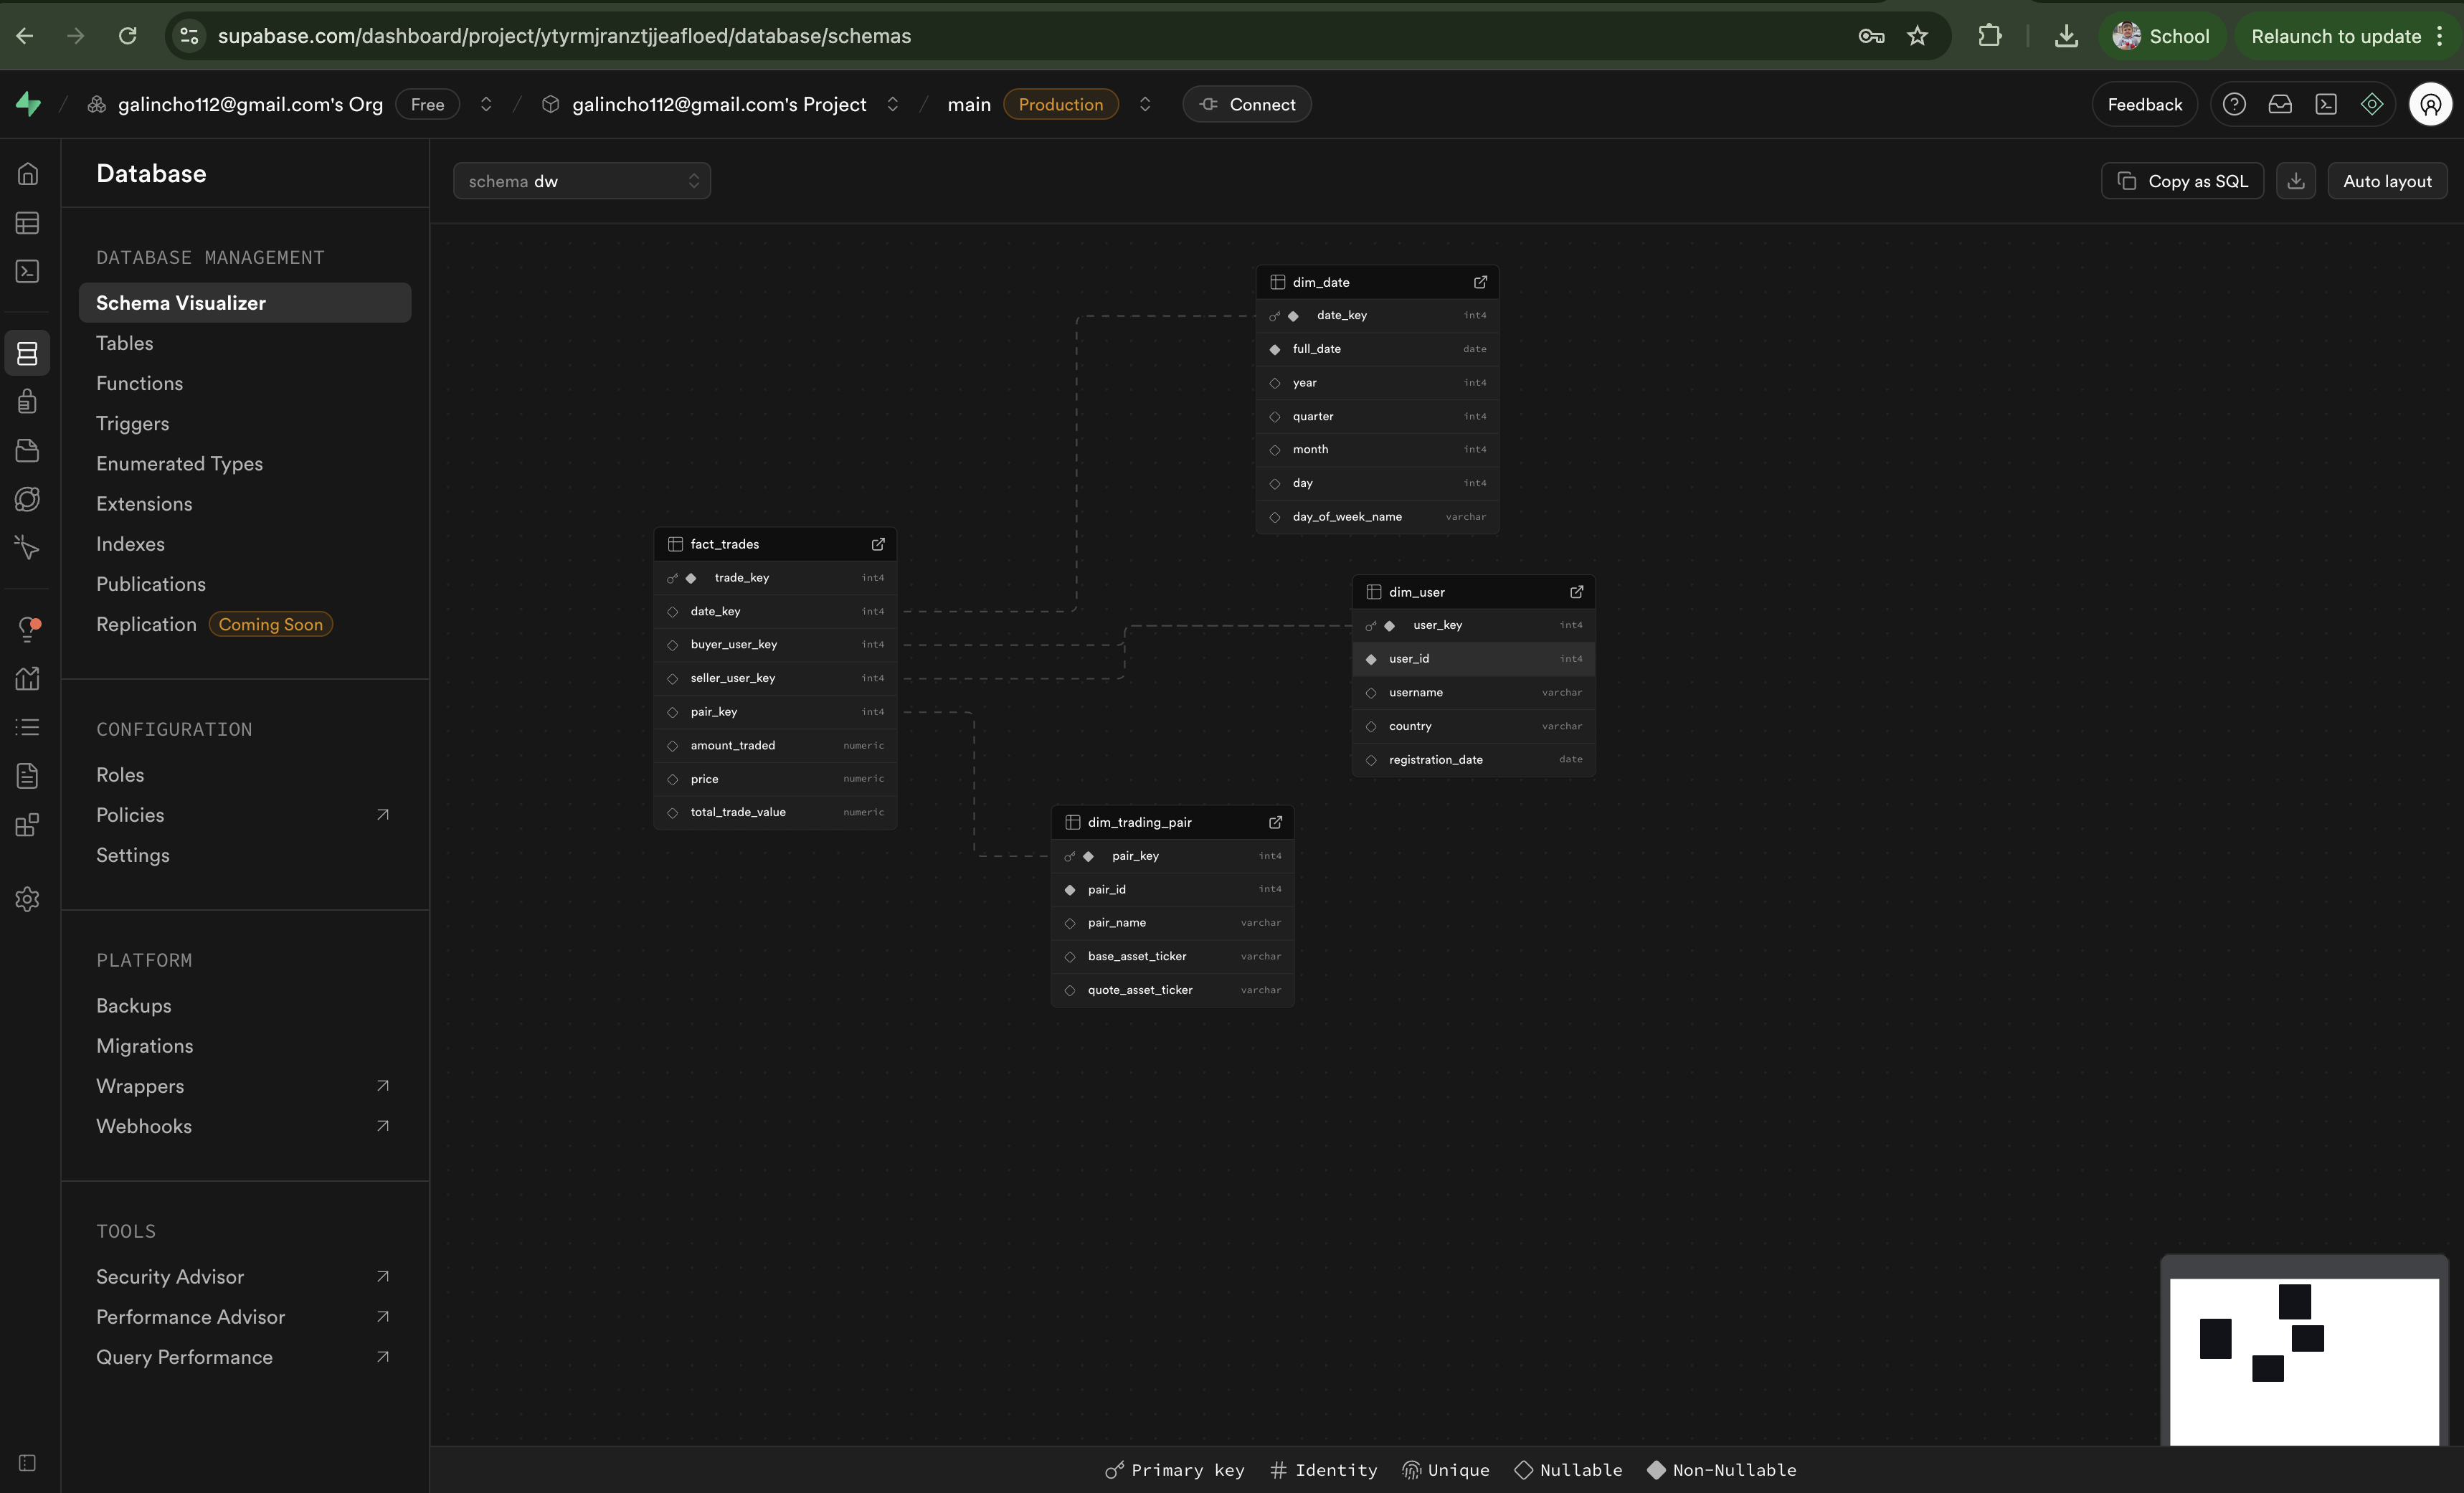 supabase.com/dashboard/project/ytyrmjranztjjeafloed/database/schemas
School
Relaunch to update
galincho112@gmail.com's Org
Free
galincho112@gmail.com's Project
main
Production
Connect
Feedback
Database
DATABASE MANAGEMENT
Schema Visualizer
Tables
Functions
Triggers
Enumerated Types
Extensions
Indexes
Publications
Replication Coming Soon
CONFIGURATION
Roles
Policies
Settings
PLATFORM
Backups
Migrations
Wrappers
Webhooks
TOOLS
Security Advisor
Performance Advisor
Query Performance
schema dw
Copy as SQL
Auto layout
fact_trades
trade_key int4
date_key int4
buyer_user_key int4
seller_user_key int4
pair_key int4
amount_traded numeric
price numeric
total_trade_value numeric
dim_date
date_key int4
full_date date
year int4
quarter int4
month int4
day int4
day_of_week_name varchar
dim_user
user_key int4
user_id int4
username varchar
country varchar
registration_date date
dim_trading_pair
pair_key int4
pair_id int4
pair_name varchar
base_asset_ticker varchar
quote_asset_ticker varchar
Primary key
Identity
Unique
Nullable
Non-Nullable